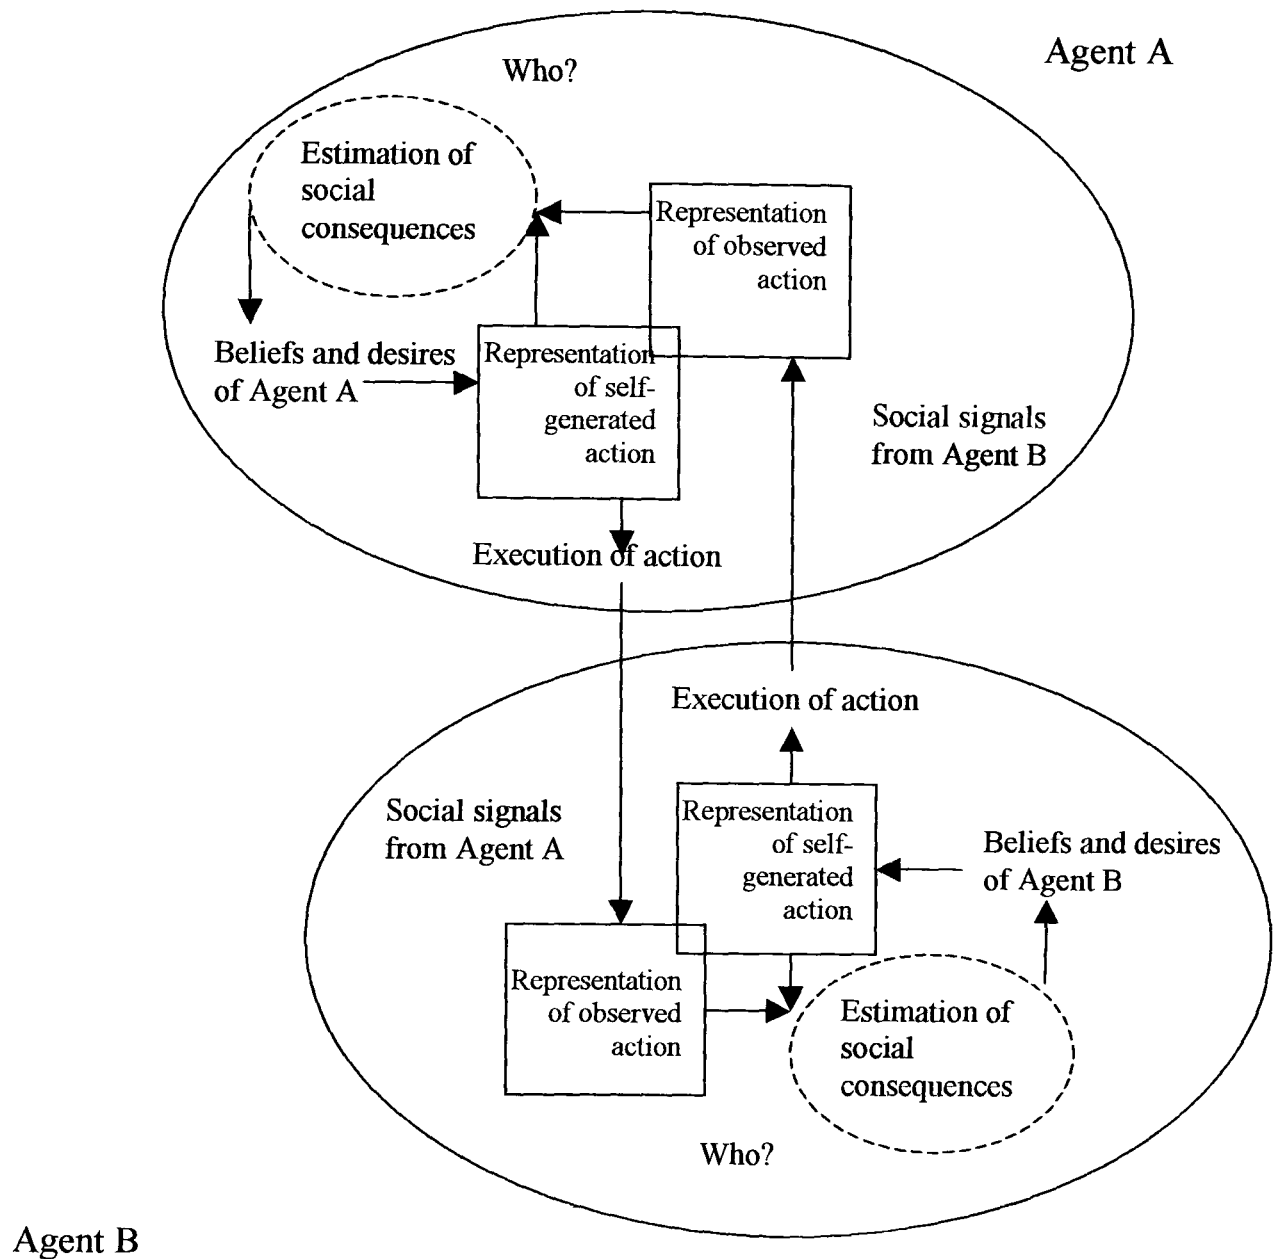 Agent A
Who?
Estimation of
social
consequences
Representation
of observed
action
Beliefs and desires
of Agent A
Representation
of self-
generated
action
Social signals
from Agent B
Execution of action
Execution of action
Social signals
from Agent A
Representation
of self-
generated
action
Beliefs and desires
of Agent B
Representation
of observed
action
Estimation of
social
consequences
Who?
Agent B